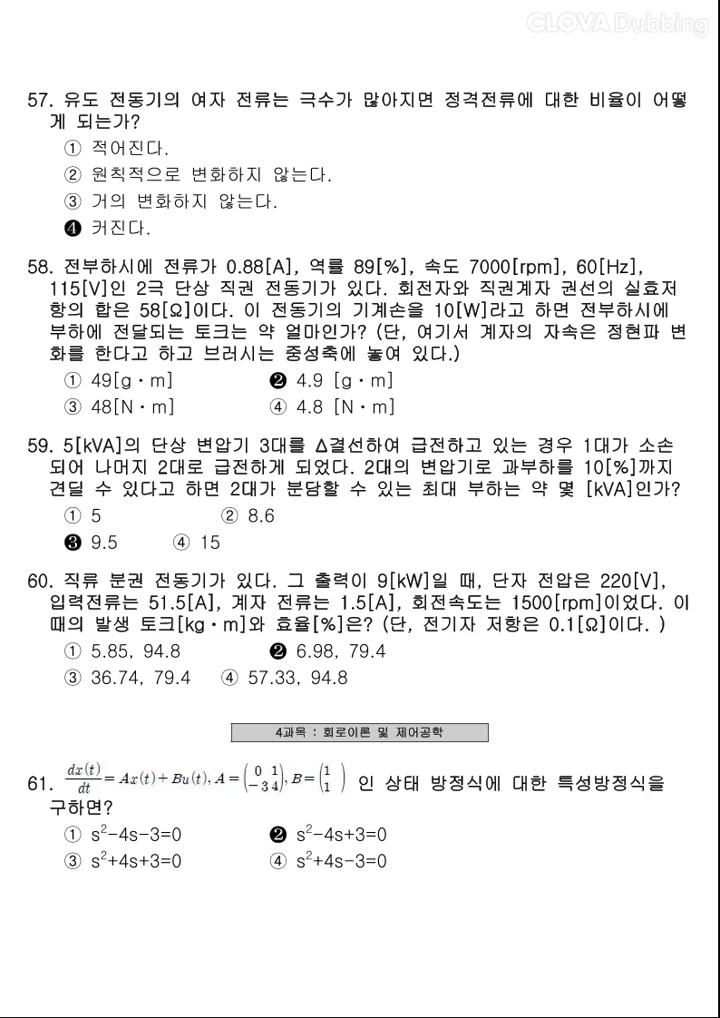 CLOVA Dubbing
57. 유도 전동기의 여자 전류는 극수가 많아지면 정격전류에 대한 비율이 어떻
게 되는가?
① 적어진다.
② 원칙적으로 변화하지 않는다.
③ 거의 변화하지 않는다.
❹ 커진다.
58. 전부하시에 전류가 0.88[A], 역률 89[%], 속도 7000[rpm], 60[Hz],
115[V]인 2극 단상 직권 전동기가 있다. 회전자와 직권계자 권선의 실효저
항의 합은 58[Ω]이다. 이 전동기의 기계손을 10[W]라고 하면 전부하시에
부하에 전달되는 토크는 약 얼마인가? (단, 여기서 계자의 자속은 정현파 변
화를 한다고 하고 브러시는 중성축에 놓여 있다.)
① 49[g·m] ❷ 4.9 [g·m]
③ 48[N·m] ④ 4.8 [N·m]
59. 5[kVA]의 단상 변압기 3대를 Δ결선하여 급전하고 있는 경우 1대가 소손
되어 나머지 2대로 급전하게 되었다. 2대의 변압기로 과부하를 10[%]까지
견딜 수 있다고 하면 2대가 분담할 수 있는 최대 부하는 약 몇 [kVA]인가?
① 5 ② 8.6
❸ 9.5 ④ 15
60. 직류 분권 전동기가 있다. 그 출력이 9[kW]일 때, 단자 전압은 220[V],
입력전류는 51.5[A], 계자 전류는 1.5[A], 회전속도는 1500[rpm]이었다. 이
때의 발생 토크[kg·m]와 효율[%]은? (단, 전기자 저항은 0.1[Ω]이다. )
① 5.85, 94.8 ❷ 6.98, 79.4
③ 36.74, 79.4 ④ 57.33, 94.8
4과목 : 회로이론 및 제어공학
61. dx(t)/dt = Ax(t) + Bu(t), A = (0 1 / -3 4), B = (1 / 1) 인 상태 방정식에 대한 특성방정식을
구하면?
① s²-4s-3=0 ❷ s²-4s+3=0
③ s²+4s+3=0 ④ s²+4s-3=0